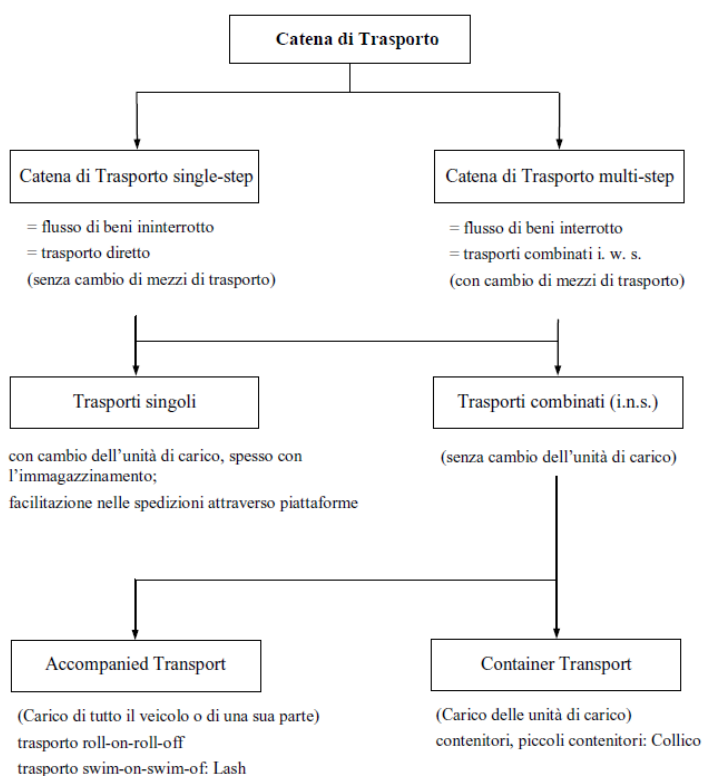 Catena di Trasporto
Catena di Trasporto single-step
= flusso di beni ininterrotto
= trasporto diretto
(senza cambio di mezzi di trasporto)
Catena di Trasporto multi-step
= flusso di beni interrotto
= trasporti combinati i. w. s.
(con cambio di mezzi di trasporto)
Trasporti singoli
con cambio dell'unità di carico, spesso con
l'immagazzinamento;
facilitazione nelle spedizioni attraverso piattaforme
Trasporti combinati (i.n.s.)
(senza cambio dell'unità di carico)
Accompanied Transport
(Carico di tutto il veicolo o di una sua parte)
trasporto roll-on-roll-off
trasporto swim-on-swim-of: Lash
Container Transport
(Carico delle unità di carico)
contenitori, piccoli contenitori: Collico